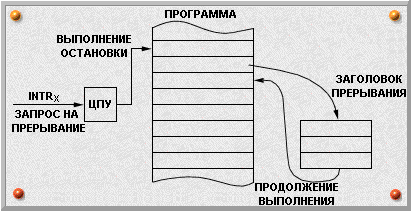 ПРОГРАММА
ВЫПОЛНЕНИЕ
ОСТАНОВКИ
ЗАГОЛОВОК
ПРЕРЫВАНИЯ
INTRX
ЦПУ
ЗАПРОС НА
ПРЕРЫВАНИЕ
ПРОДОЛЖЕНИЕ
ВЫПОЛНЕНИЯ